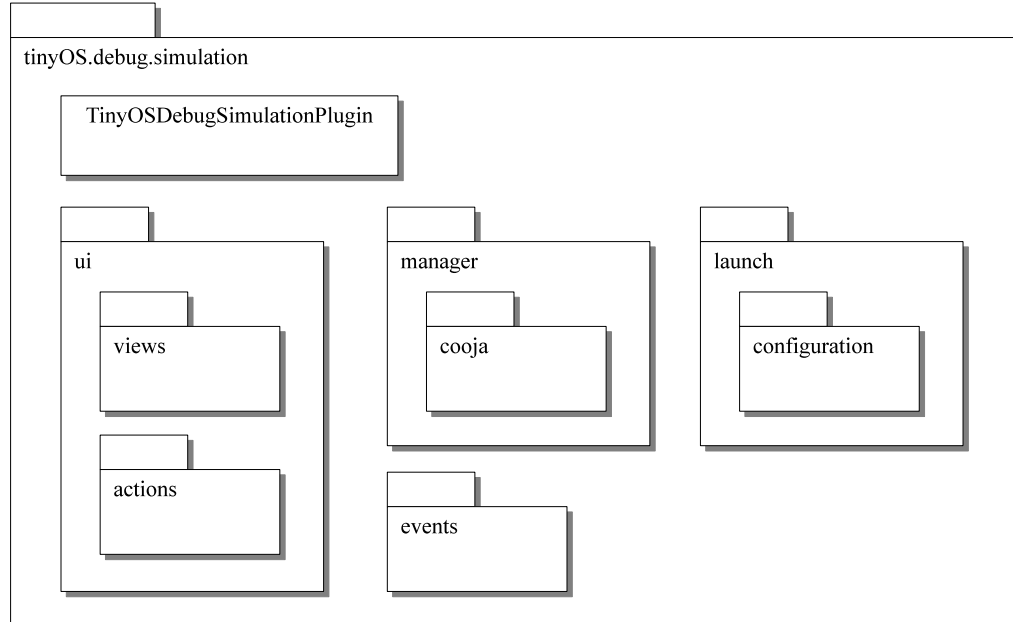 tinyOS.debug.simulation
TinyOSDebugSimulationPlugin
ui
views
actions
manager
cooja
events
launch
configuration